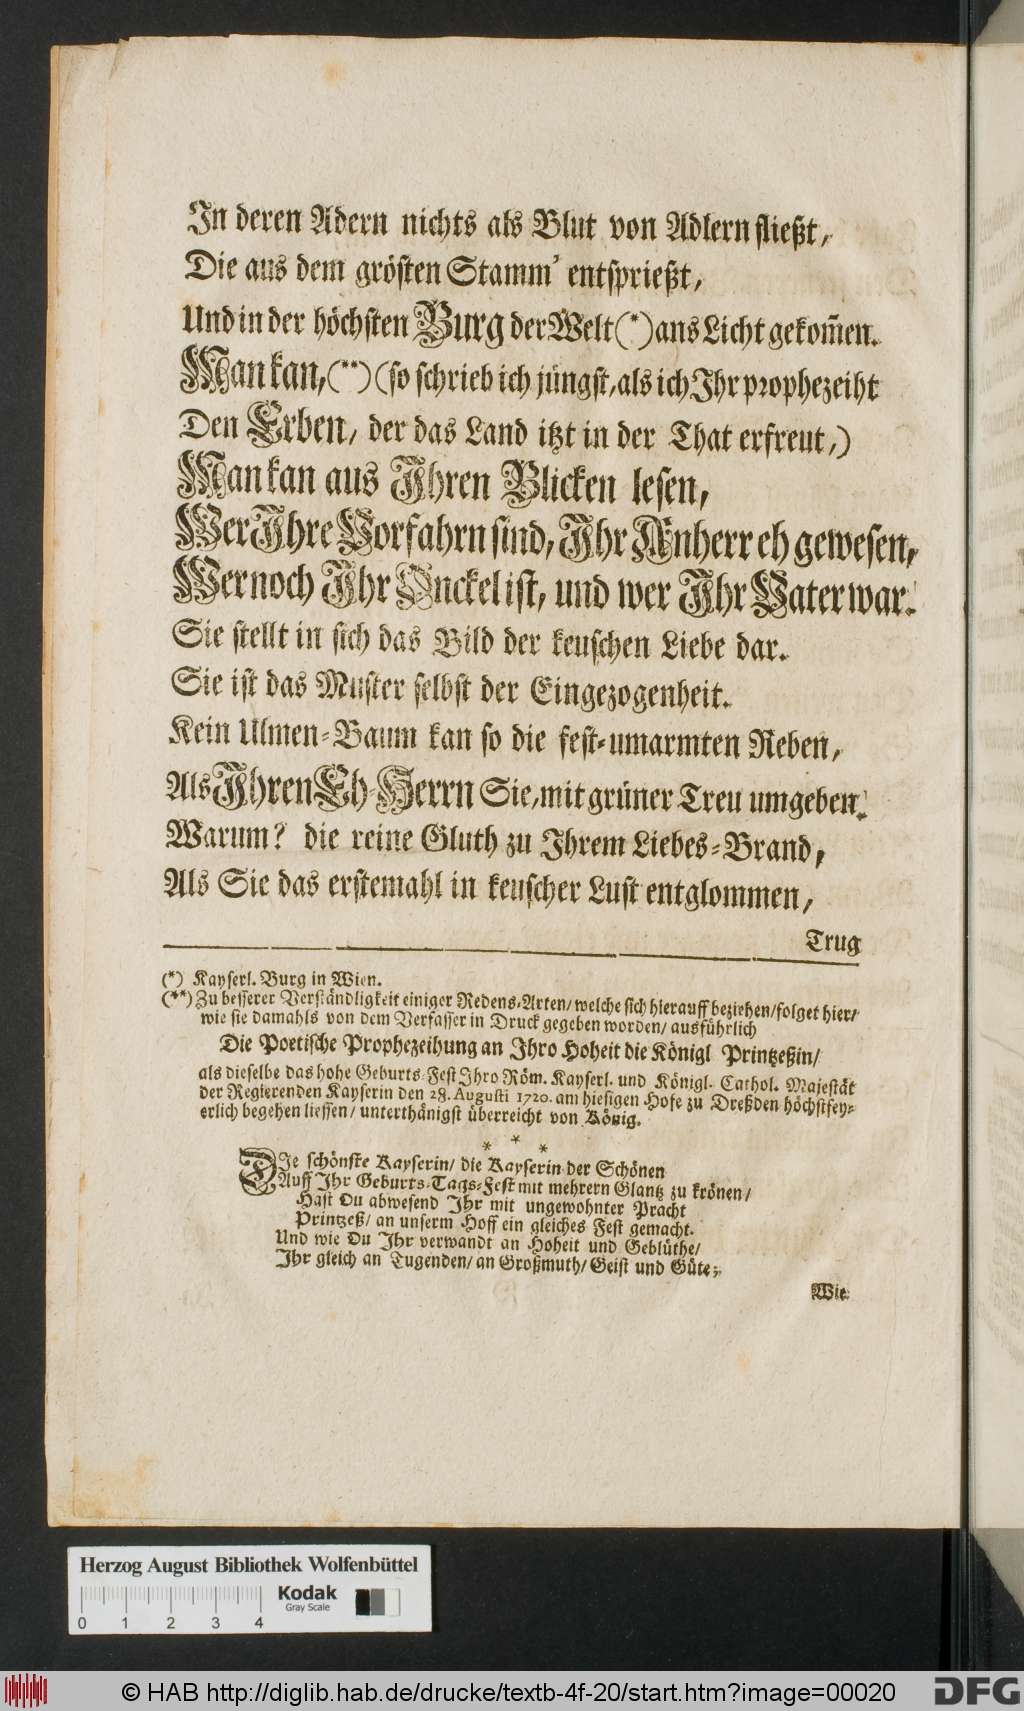 In deren Adern nichts als Blut von Adlern fließt,
Die aus dem grösten Stamm' entsprießt,
Und in der höchsten Burg der Welt (*) ans Licht gekom̃en.
Man kan, (**) (so schrieb ich jüngst, als ich Ihr prophezeiht
Den Erben, der das Land itzt in der That erfreut,)
Man kan aus Ihren Blicken lesen,
Wer Ihre Vorfahrn sind, Ihr Anherr eh gewesen,
Wer noch Ihr Vnckel ist, und wer Ihr Vater war.
Sie stellt in sich das Bild der keuschen Liebe dar.
Sie ist das Muster selbst der Eingezogenheit.
Kein Ulmen-Baum kan so die fest-umarmten Reben,
Als Ihren Eh-Herrn Sie, mit grüner Treu umgeben.
Warum? die reine Gluth zu Ihrem Liebes-Brand,
Als Sie das erstemahl in keuscher Lust entglommen,
Trug
(*) Kayserl. Burg in Wien.
(**) Zu besserer Verständligkeit einiger Redens-Arten/ welche sich hierauff beziehen/ folget hier/
wie sie damahls von dem Verfasser in Druck gegeben worden/ ausführlich
Die Poetische Prophezeihung an Ihro Hoheit die Königl Printzeßin/
als dieselbe das hohe Geburts-Fest Ihro Röm. Kayserl. und Königl. Cathol. Majestät
der Regierenden Kayserin den 28. Augusti 1720. am hiesigen Hofe zu Dreßden höchstfey-
erlich begehen liessen/ unterthänigst überreicht von König.
* * *
DIe schönste Kayserin/ die Kayserin der Schönen
Auff Ihr Geburts-Tags-Fest mit mehrern Glantz zu krönen/
Hast Du abwesend Ihr mit ungewohnter Pracht
Printzeß/ an unserm Hoff ein gleiches Fest gemacht.
Und wie Du Ihr verwandt an Hoheit und Geblüthe/
Ihr gleich an Tugenden/ an Großmuth/ Geist und Güte;
Wie
Herzog August Bibliothek Wolfenbüttel
Kodak
Gray Scale
0 1 2 3 4
© HAB http://diglib.hab.de/drucke/textb-4f-20/start.htm?image=00020
DFG